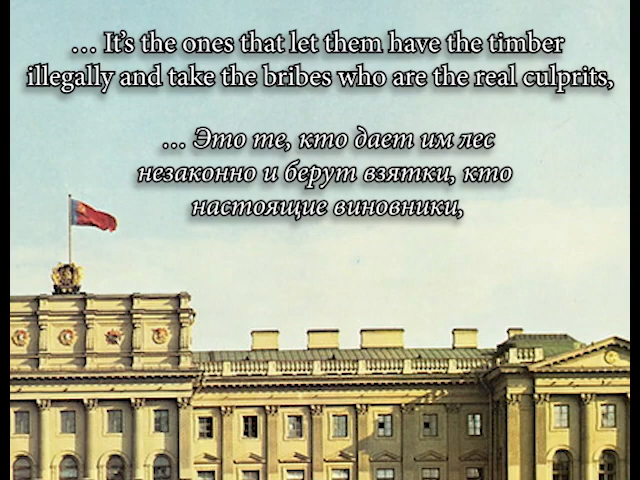 ... It's the ones that let them have the timber
illegally and take the bribes who are the real culprits,
... Это те, кто дает им лес
незаконно и берут взятки, кто
настоящие виновники,